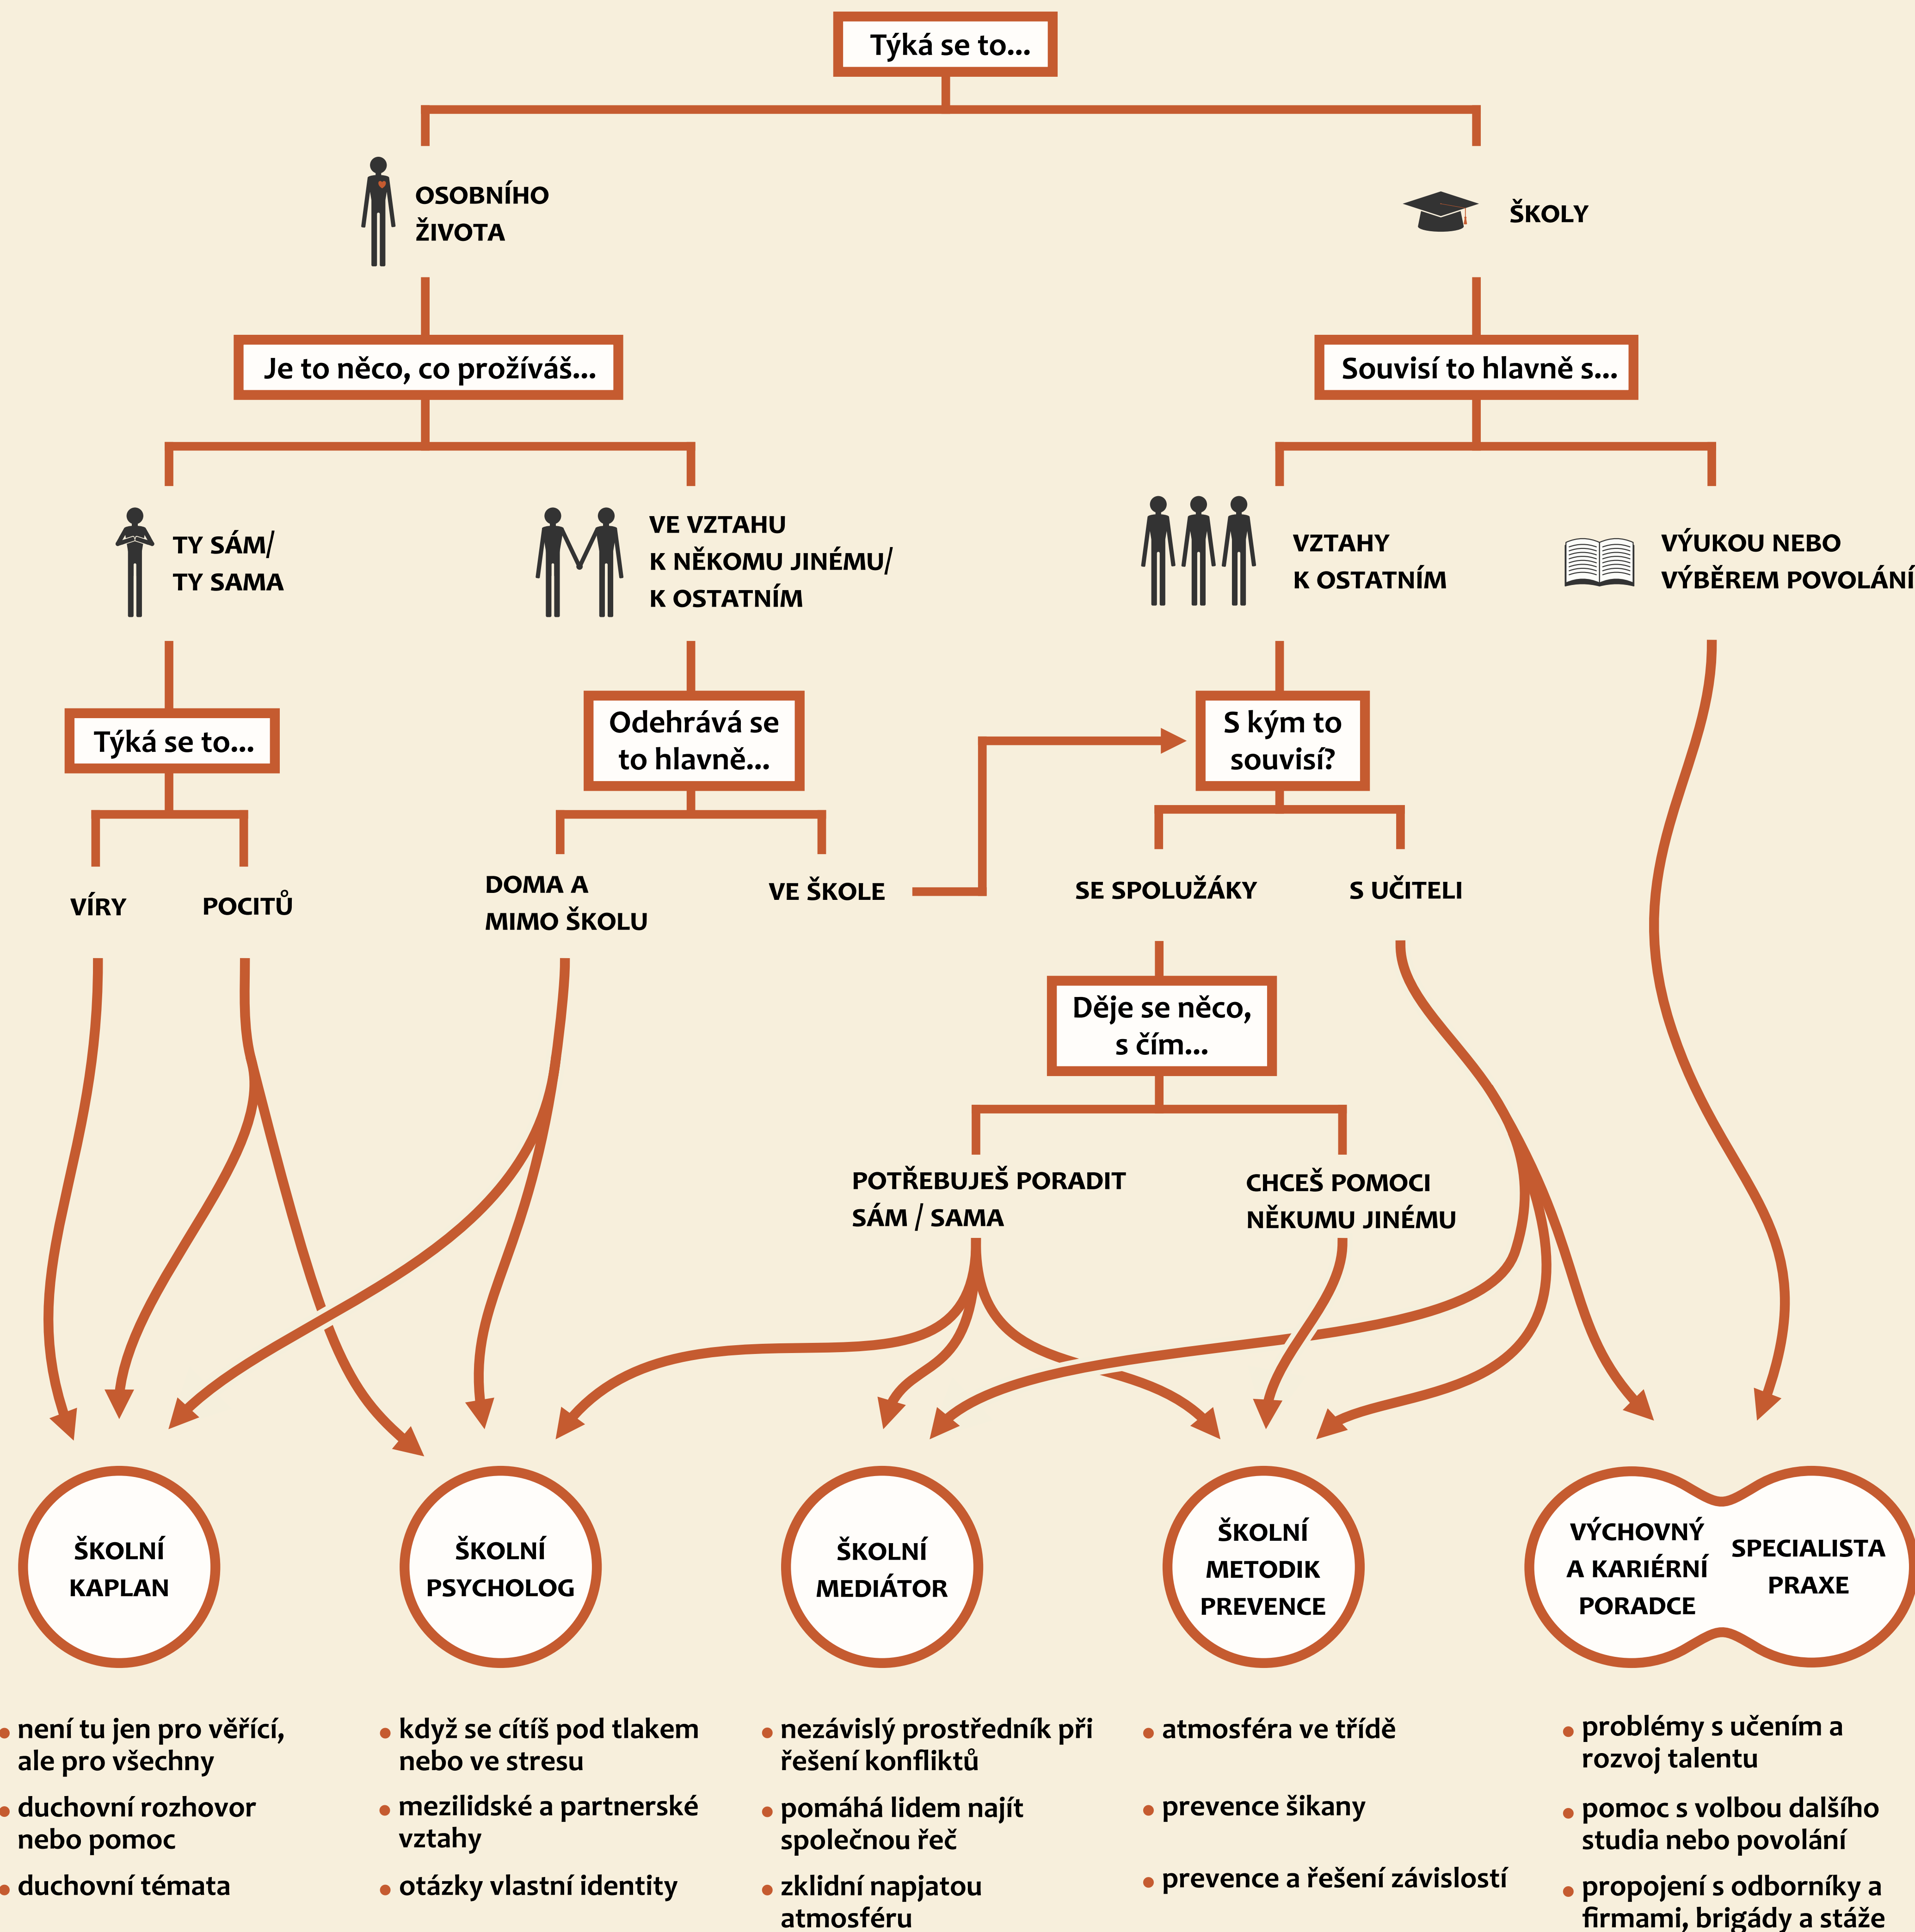 Týká se to...
OSOBNÍHO
ŽIVOTA
ŠKOLY
Je to něco, co prožíváš...
Souvisí to hlavně s...
TY SÁM/
TY SAMA
VE VZTAHU
K NĚKOMU JINÉMU/
K OSTATNÍM
VZTAHY
K OSTATNÍM
VÝUKOU NEBO
VÝBĚREM POVOLÁNÍ
Týká se to...
Odehrává se
to hlavně...
S kým to
souvisí?
VÍRY
POCITŮ
DOMA A
MIMO ŠKOLU
VE ŠKOLE
SE SPOLUŽÁKY
S UČITELI
Děje se něco,
s čím...
POTŘEBUJEŠ PORADIT
SÁM / SAMA
CHCEŠ POMOCI
NĚKUMU JINÉMU
ŠKOLNÍ
KAPLAN
ŠKOLNÍ
PSYCHOLOG
ŠKOLNÍ
MEDIÁTOR
ŠKOLNÍ
METODIK
PREVENCE
VÝCHOVNÝ
A KARIÉRNÍ
PORADCE
SPECIALISTA
PRAXE
• není tu jen pro věřící,
ale pro všechny
• duchovní rozhovor
nebo pomoc
• duchovní témata
• když se cítíš pod tlakem
nebo ve stresu
• mezilidské a partnerské
vztahy
• otázky vlastní identity
• nezávislý prostředník při
řešení konfliktů
• pomáhá lidem najít
společnou řeč
• zklidní napjatou
atmosféru
• atmosféra ve třídě
• prevence šikany
• prevence a řešení závislostí
• problémy s učením a
rozvoj talentu
• pomoc s volbou dalšího
studia nebo povolání
• propojení s odborníky a
firmami, brigády a stáže